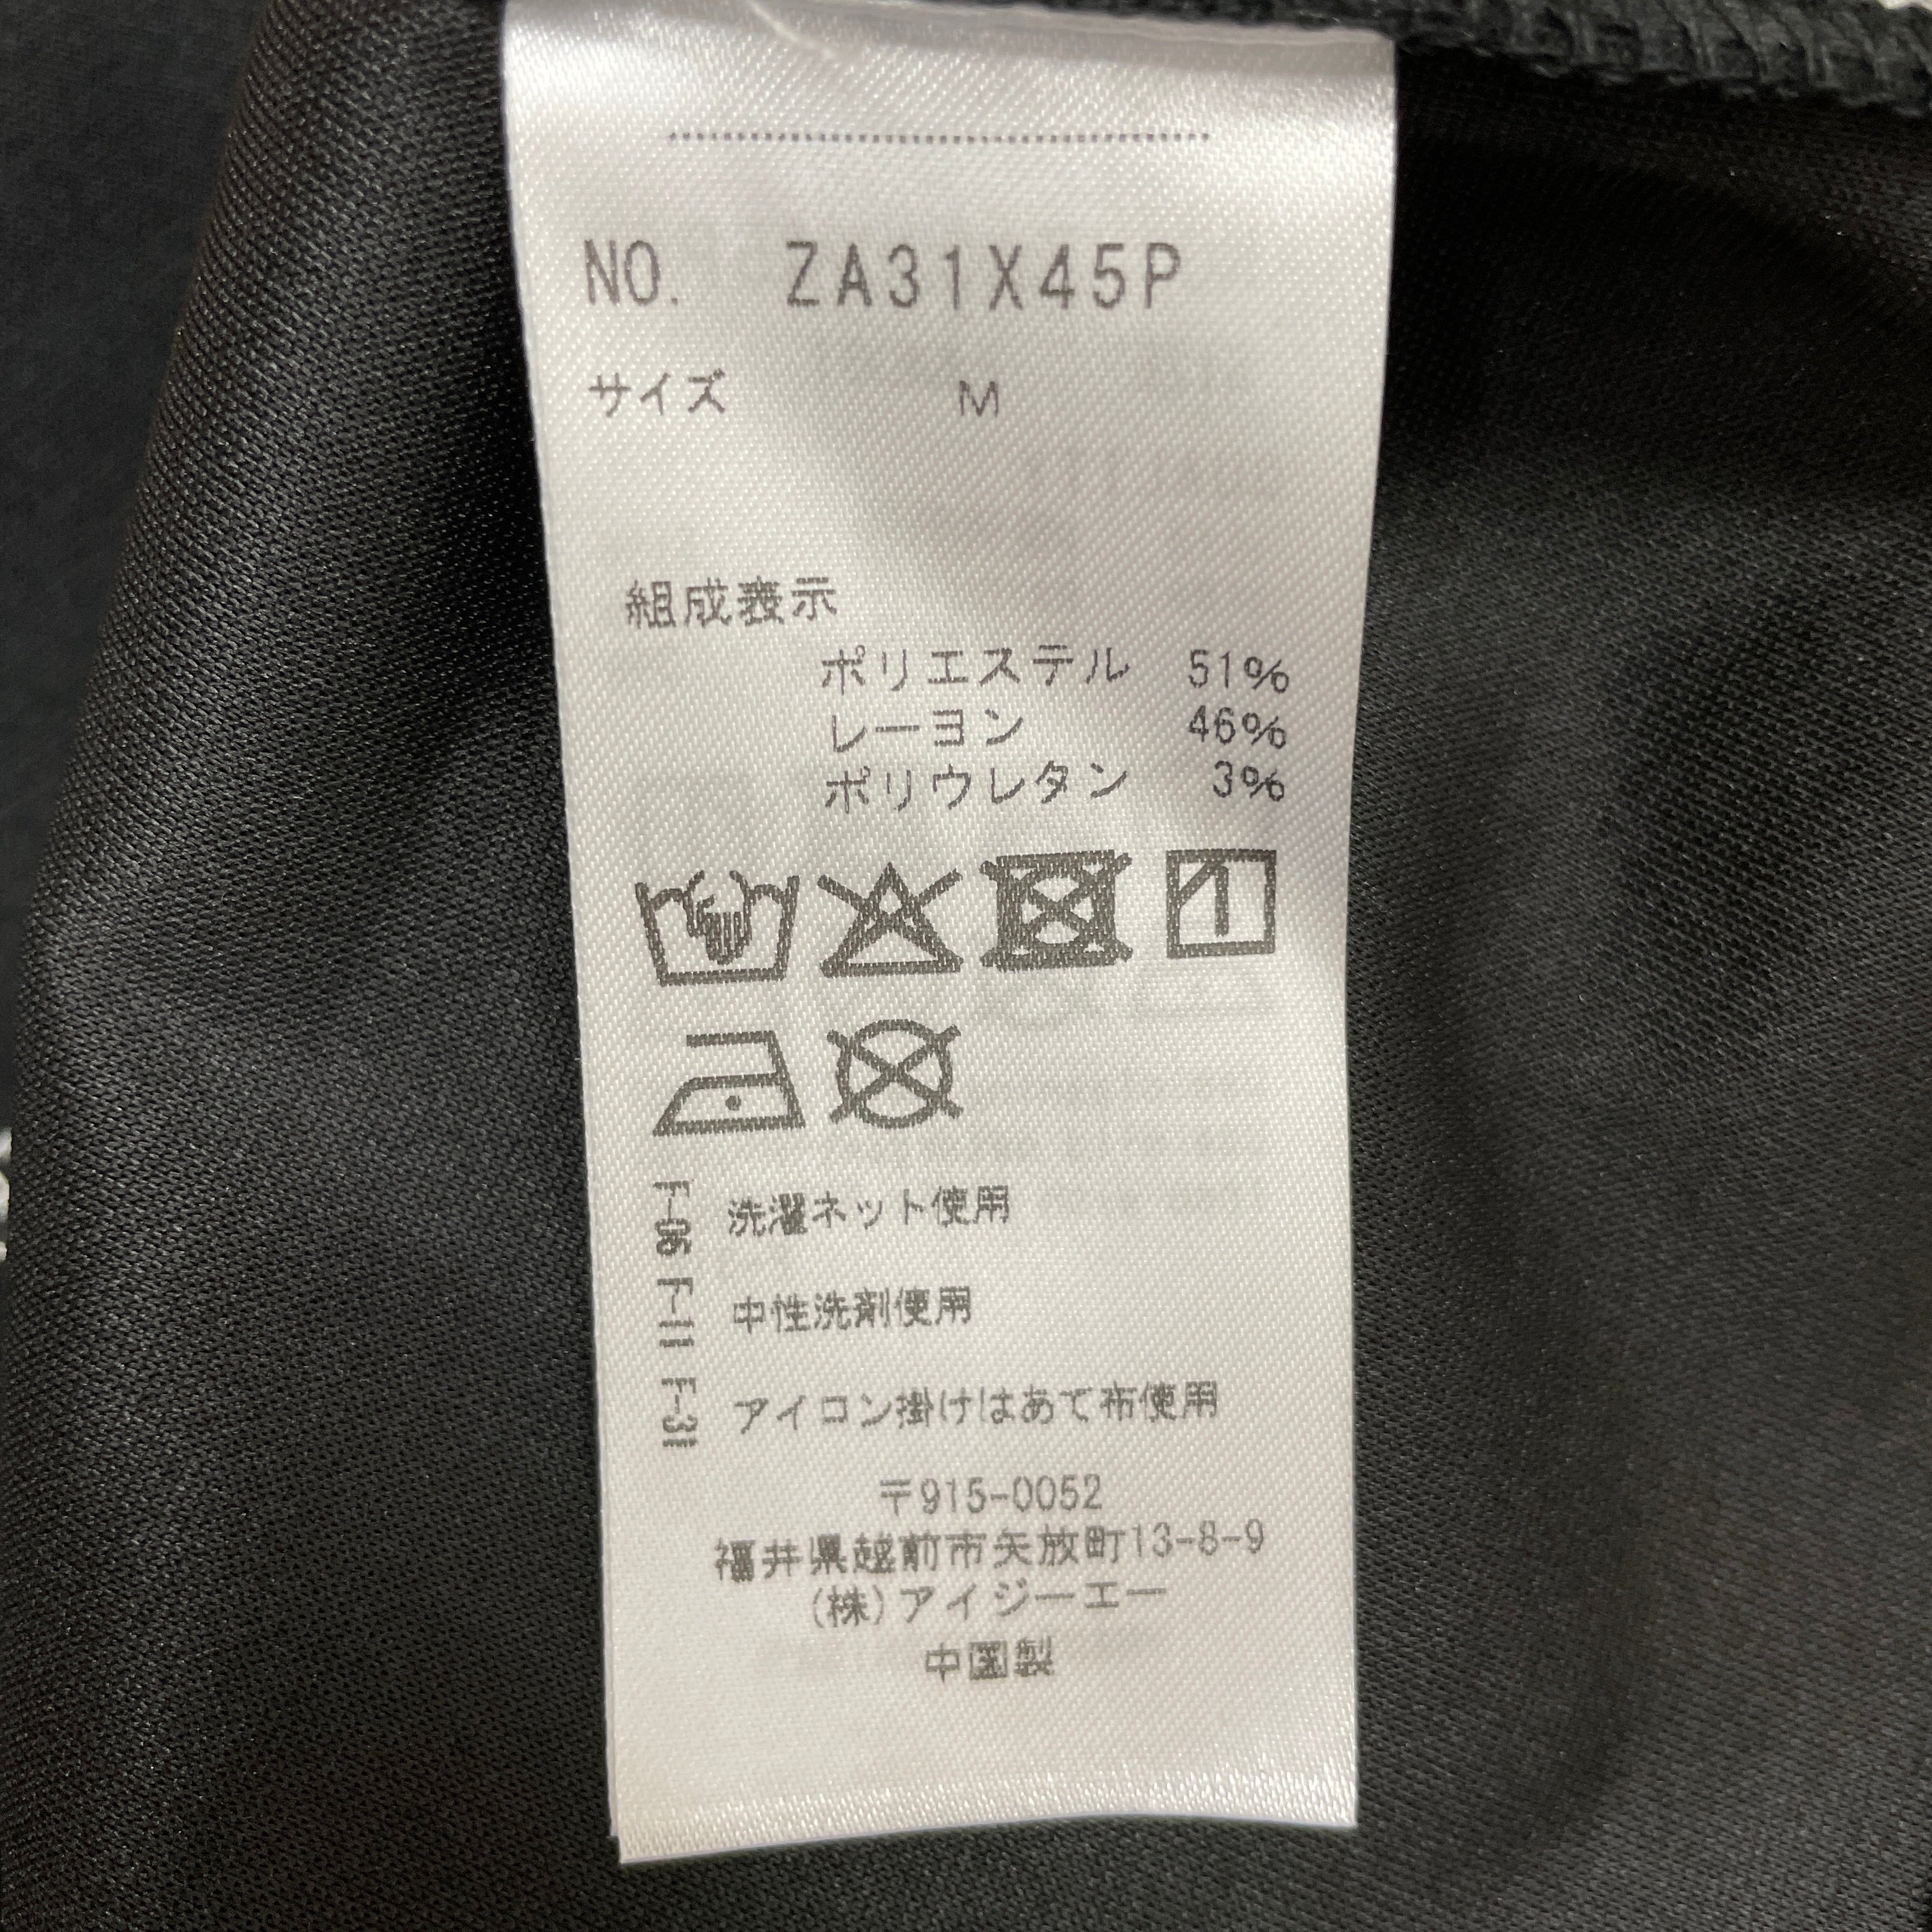 NO. ZA31X45P
サイズ M
組成表示
ポリエステル 51%
レーヨン 46%
ポリウレタン 3%
F-06 洗濯ネット使用
F-11 中性洗剤使用
F-31 アイロン掛けはあて布使用
〒915-0052
福井県越前市矢放町13-8-9
(株)アイジーエー
中国製